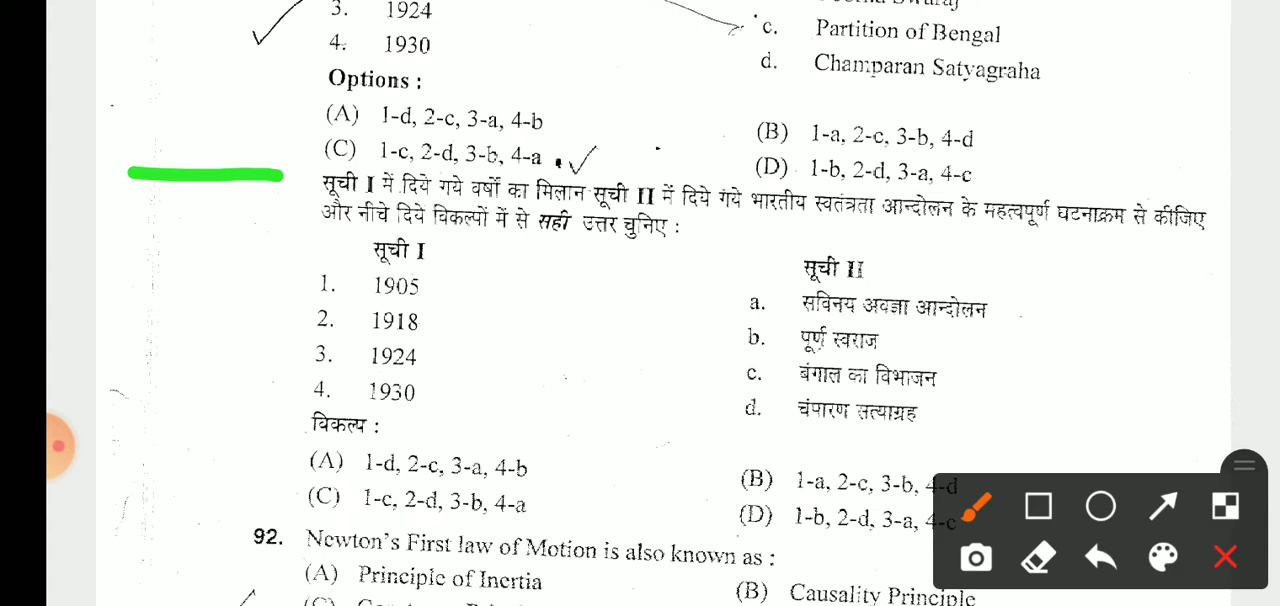 3. 1924
4. 1930
c. Partition of Bengal
d. Champaran Satyagraha
Options :
(A) 1-d, 2-c, 3-a, 4-b
(B) 1-a, 2-c, 3-b, 4-d
(C) 1-c, 2-d, 3-b, 4-a
(D) 1-b, 2-d, 3-a, 4-c
सूची I में दिये गये वर्षों का मिलान सूची II में दिये गंये भारतीय स्वतंत्रता आन्दोलन के महत्वपूर्ण घटनाक्रम से कीजिए
और नीचे दिये विकल्पों में से सही उत्तर चुनिए :
सूची I
सूची II
1. 1905
a. सविनय अवज्ञा आन्दोलन
2. 1918
b. पूर्ण स्वराज
3. 1924
c. बंगाल का विभाजन
4. 1930
d. चंपारण सत्याग्रह
विकल्प :
(A) 1-d, 2-c, 3-a, 4-b
(B) 1-a, 2-c, 3-b, 4-d
(C) 1-c, 2-d, 3-b, 4-a
(D) 1-b, 2-d, 3-a, 4-c
92. Newton's First law of Motion is also known as :
(A) Principle of Inertia
(B) Causality Principle